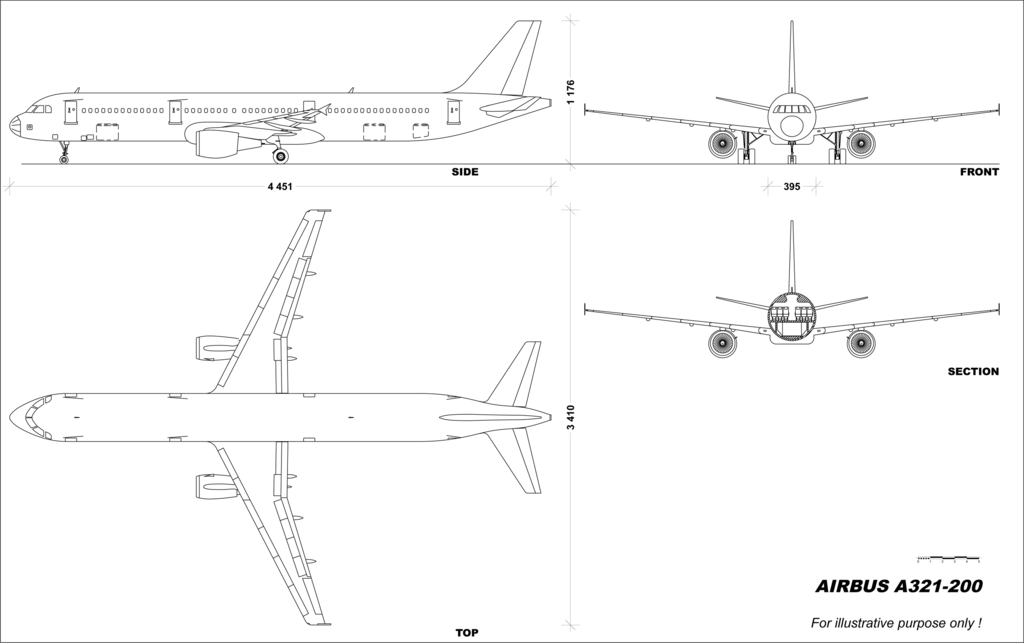 1 176
SIDE
FRONT
4 451
395
3 410
SECTION
TOP
AIRBUS A321-200
For illustrative purpose only !